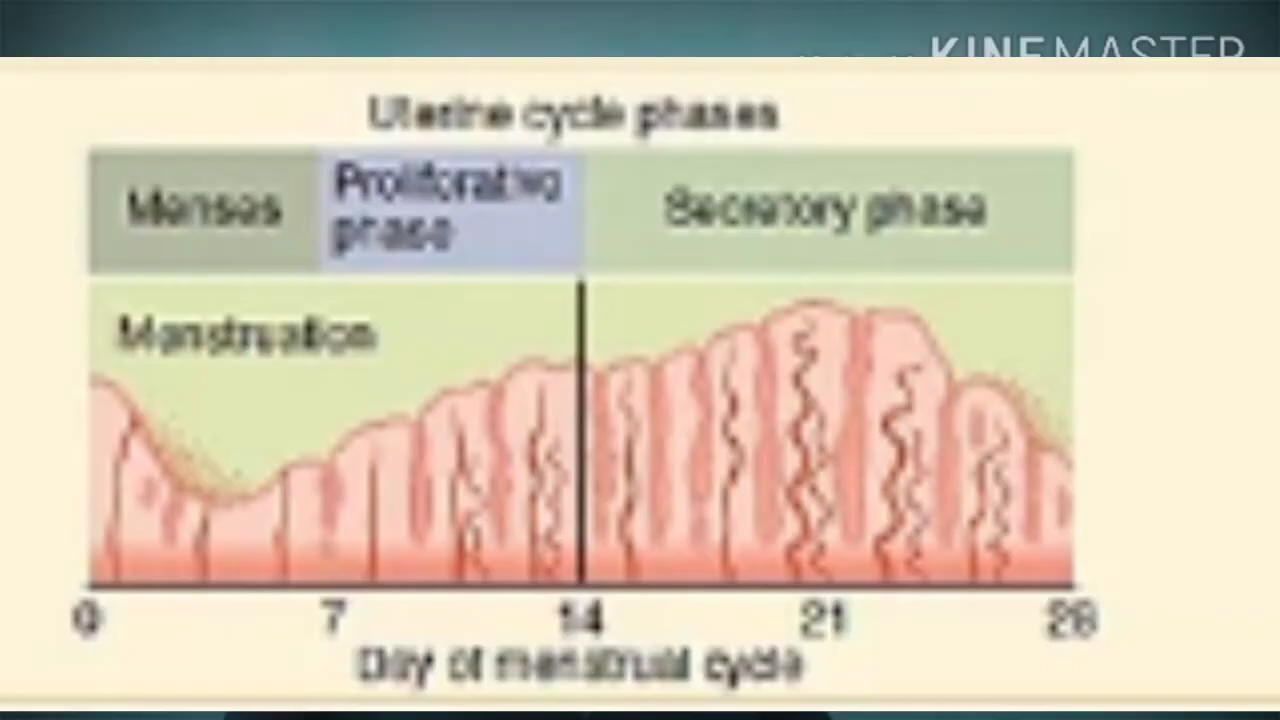 KINEMASTER
Uterine cycle phases
Menses
Proliferative
phase
Secretory phase
Menstruation
0 7 14 21 28
Day of menstrual cycle